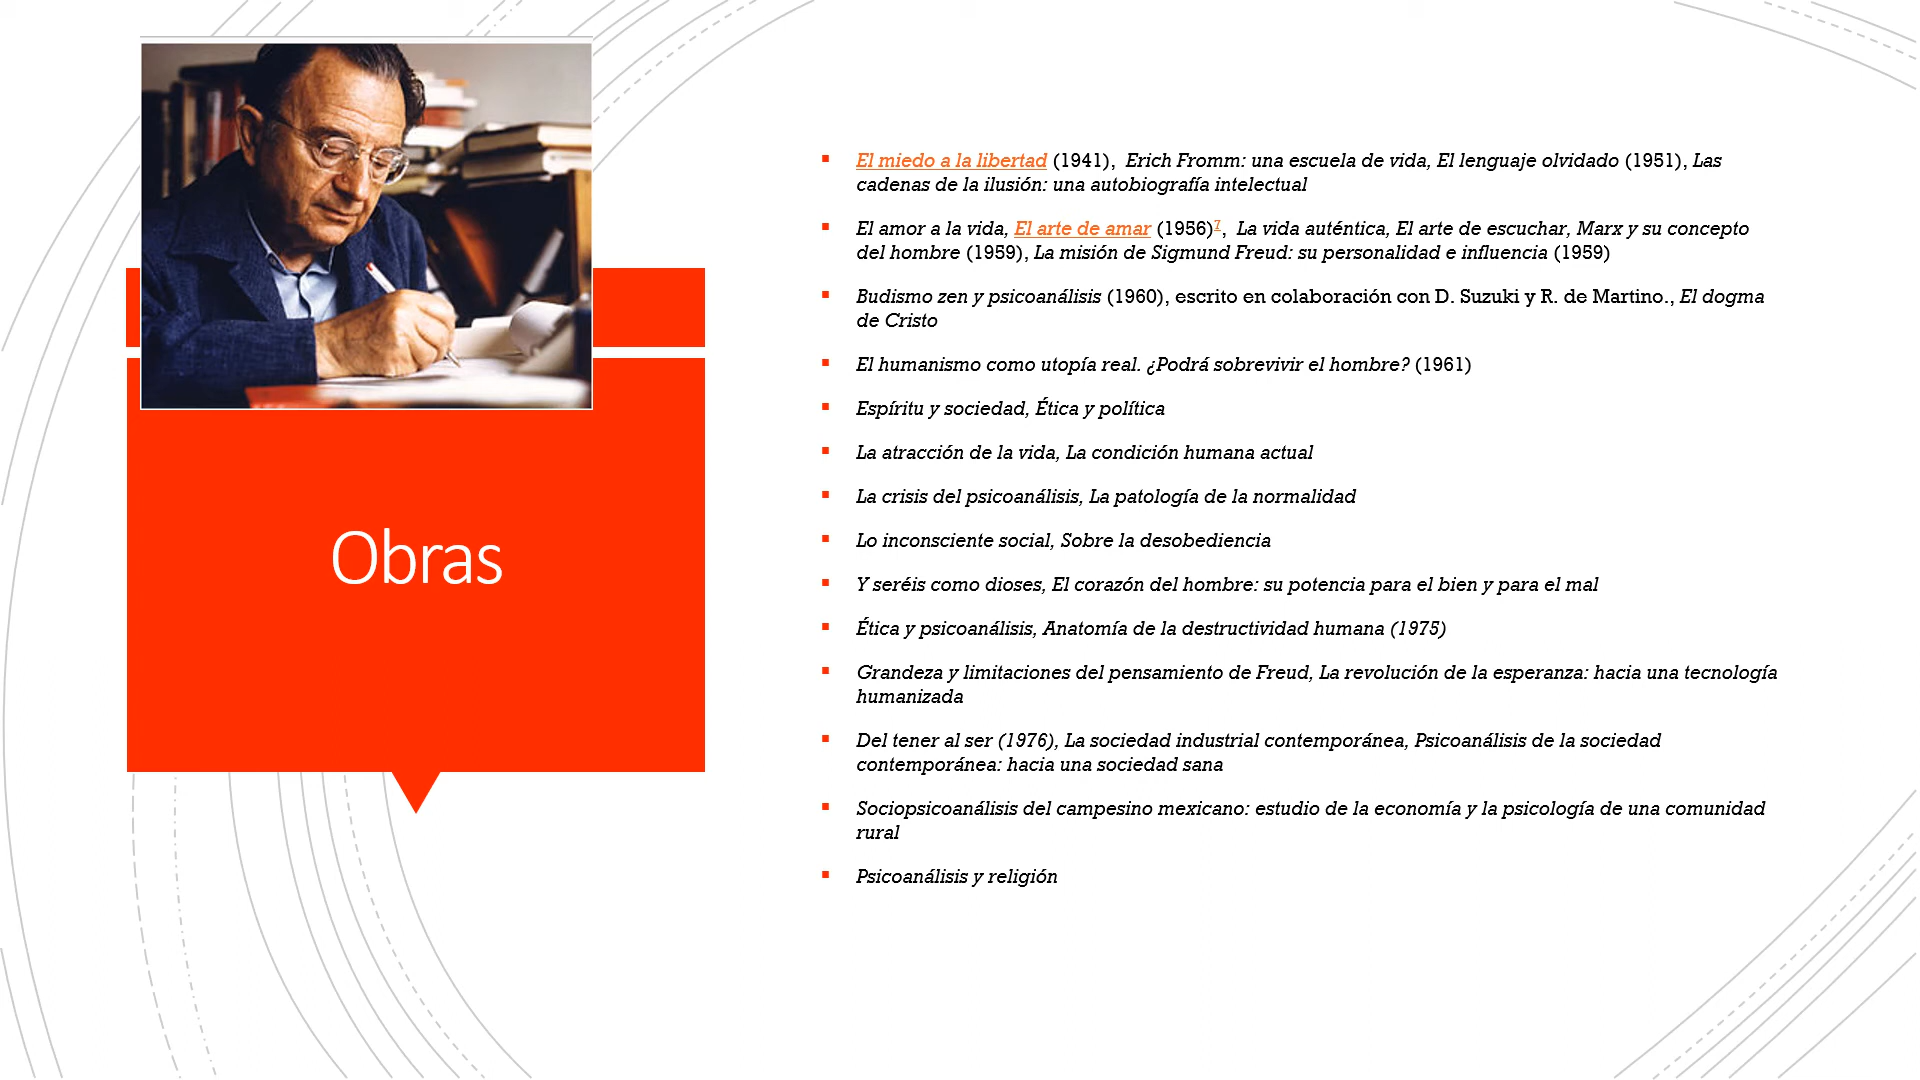 Obras
El miedo a la libertad (1941), Erich Fromm: una escuela de vida, El lenguaje olvidado (1951), Las
cadenas de la ilusión: una autobiografía intelectual
El amor a la vida, El arte de amar (1956)7, La vida auténtica, El arte de escuchar, Marx y su concepto
del hombre (1959), La misión de Sigmund Freud: su personalidad e influencia (1959)
Budismo zen y psicoanálisis (1960), escrito en colaboración con D. Suzuki y R. de Martino., El dogma
de Cristo
El humanismo como utopía real. ¿Podrá sobrevivir el hombre? (1961)
Espíritu y sociedad, Ética y política
La atracción de la vida, La condición humana actual
La crisis del psicoanálisis, La patología de la normalidad
Lo inconsciente social, Sobre la desobediencia
Y seréis como dioses, El corazón del hombre: su potencia para el bien y para el mal
Ética y psicoanálisis, Anatomía de la destructividad humana (1975)
Grandeza y limitaciones del pensamiento de Freud, La revolución de la esperanza: hacia una tecnología
humanizada
Del tener al ser (1976), La sociedad industrial contemporánea, Psicoanálisis de la sociedad
contemporánea: hacia una sociedad sana
Sociopsicoanálisis del campesino mexicano: estudio de la economía y la psicología de una comunidad
rural
Psicoanálisis y religión